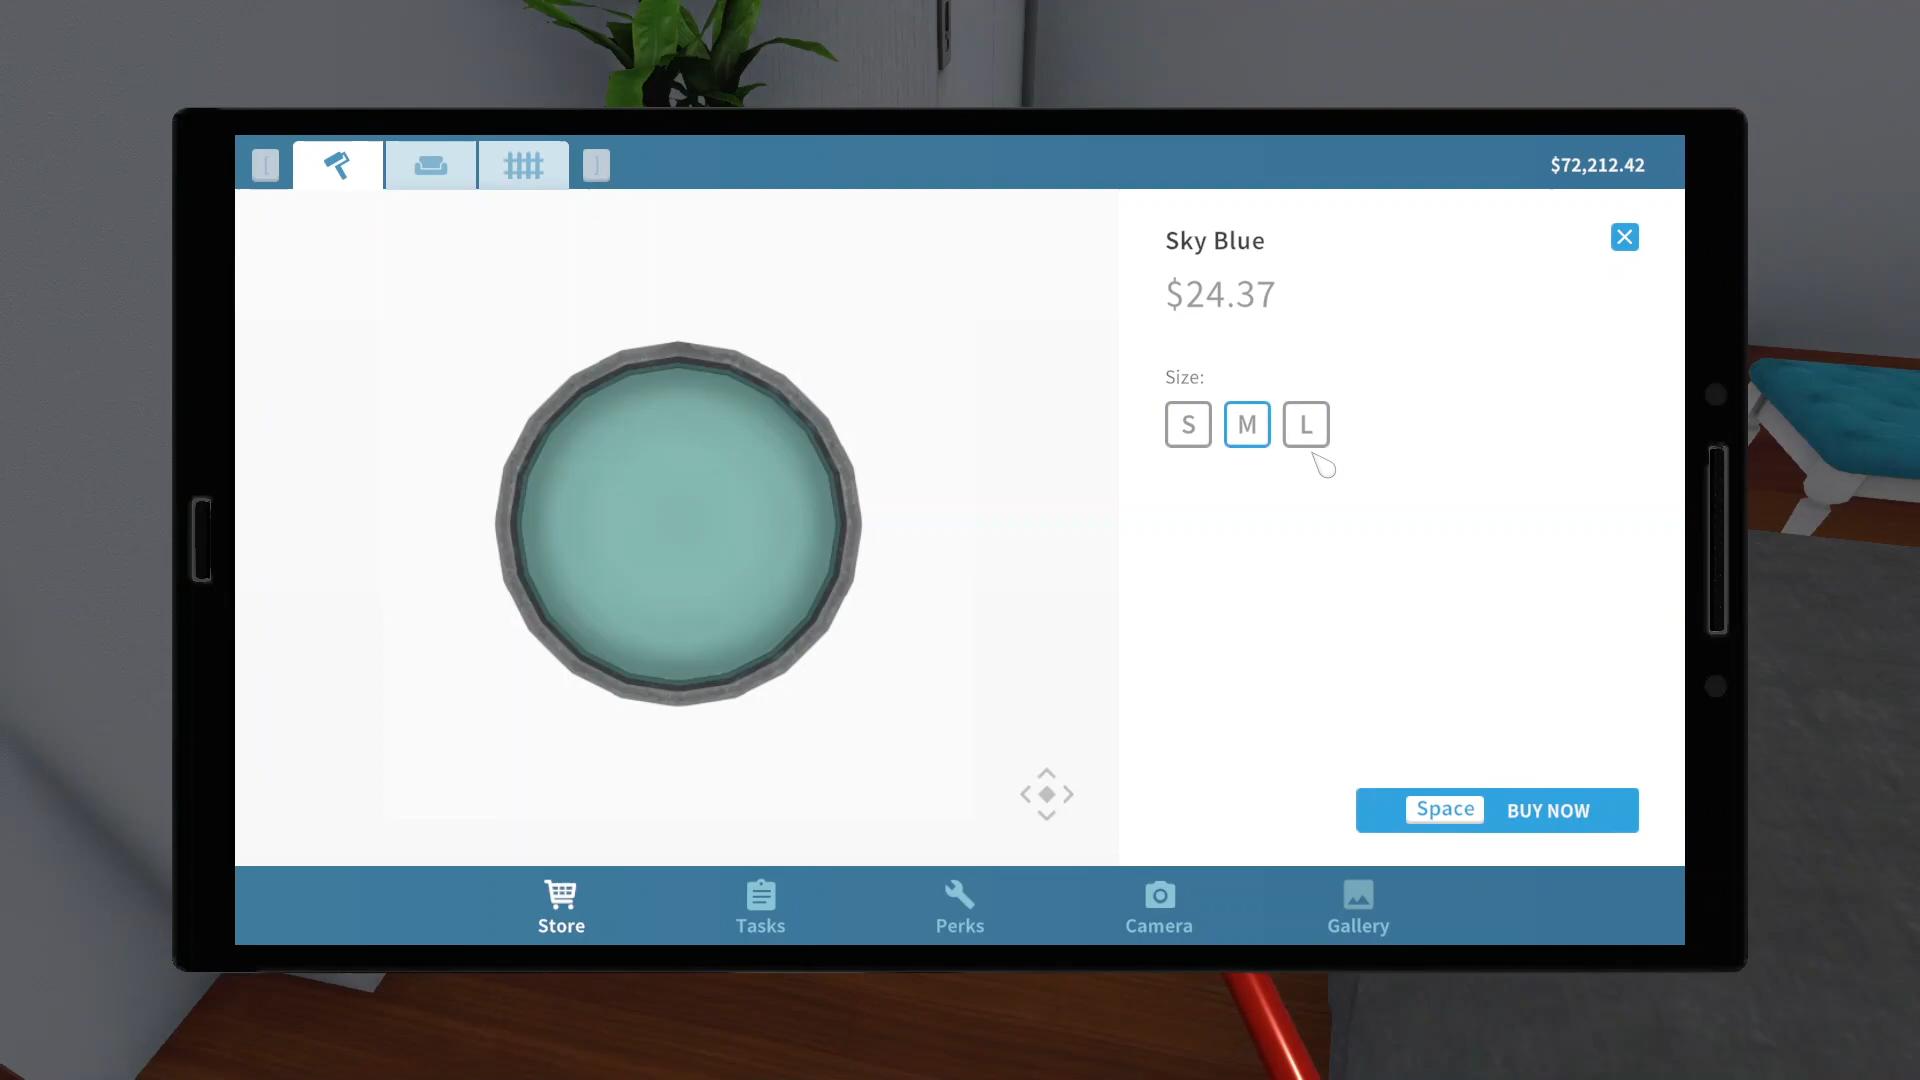 [
]
$72,212.42
Sky Blue
$24.37
Size:
S M L
Space BUY NOW
Store Tasks Perks Camera Gallery